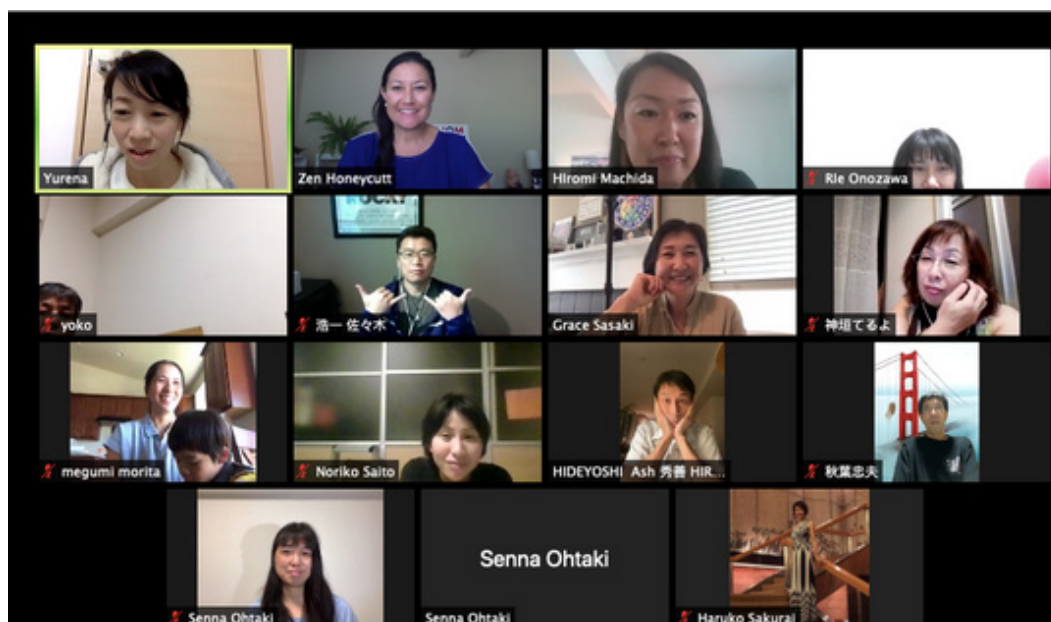 Yurena
Zen Honeycutt
Hiromi Machida
Rie Onozawa
yoko
浩一 佐々木
Grace Sasaki
神垣てるよ
megumi morita
Noriko Saito
HIDEYOSHI Ash 秀善 HIR...
秋葉忠夫
Senna Ohtaki
Senna Ohtaki
Senna Ohtaki
Haruko Sakurai